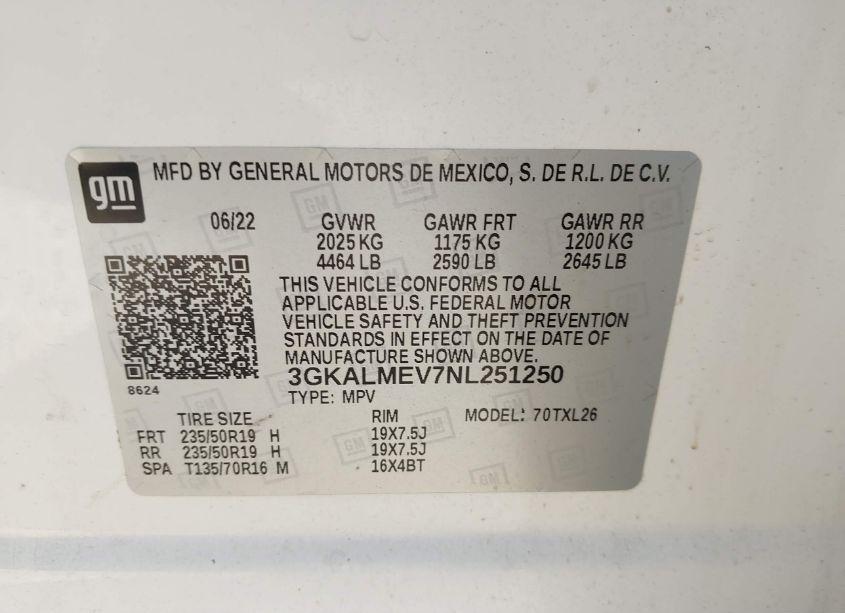 gm MFD BY GENERAL MOTORS DE MEXICO, S. DE R.L. DE C.V.
06/22 GVWR GAWR FRT GAWR RR
2025 KG 1175 KG 1200 KG
4464 LB 2590 LB 2645 LB
THIS VEHICLE CONFORMS TO ALL
APPLICABLE U.S. FEDERAL MOTOR
VEHICLE SAFETY AND THEFT PREVENTION
STANDARDS IN EFFECT ON THE DATE OF
MANUFACTURE SHOWN ABOVE.
3GKALMEV7NL251250
8624
TYPE: MPV
TIRE SIZE RIM MODEL: 70TXL26
FRT 235/50R19 H 19X7.5J
RR 235/50R19 H 19X7.5J
SPA T135/70R16 M 16X4BT